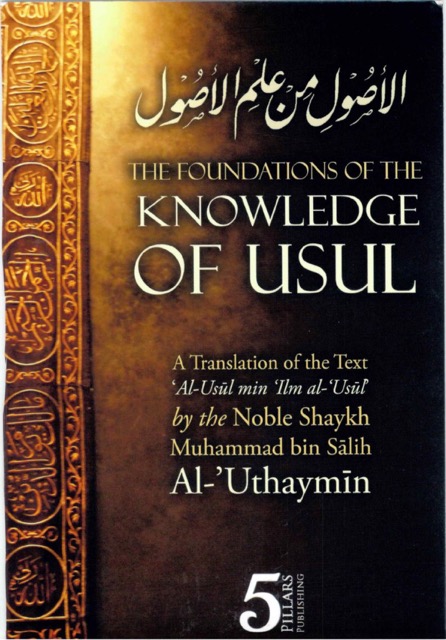 الأُصُولِ مِن عِلْمِ الأُصُول
THE FOUNDATIONS OF THE
KNOWLEDGE
OF USUL
A Translation of the Text
‘Al-Usūl min ‘Ilm al-‘Usūl’
by the Noble Shaykh
Muhammad bin Sālih
Al-’Uthaymīn
5 PILLARS
PUBLISHING